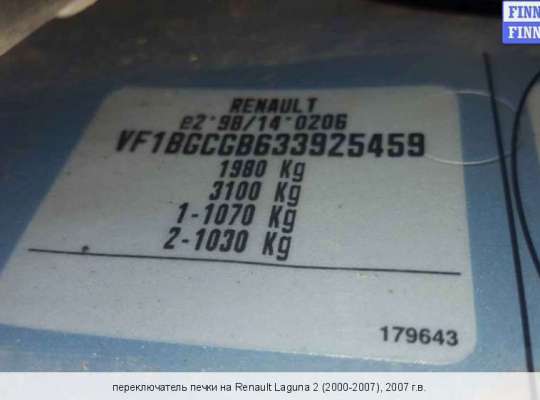 FINN
FINN
RENAULT
e2*98/14*0206
VF1BGCGB633925459
1980 Kg
3100 Kg
1-1070 Kg
2-1030 Kg
179643
переключатель печки на Renault Laguna 2 (2000-2007), 2007 г.в.